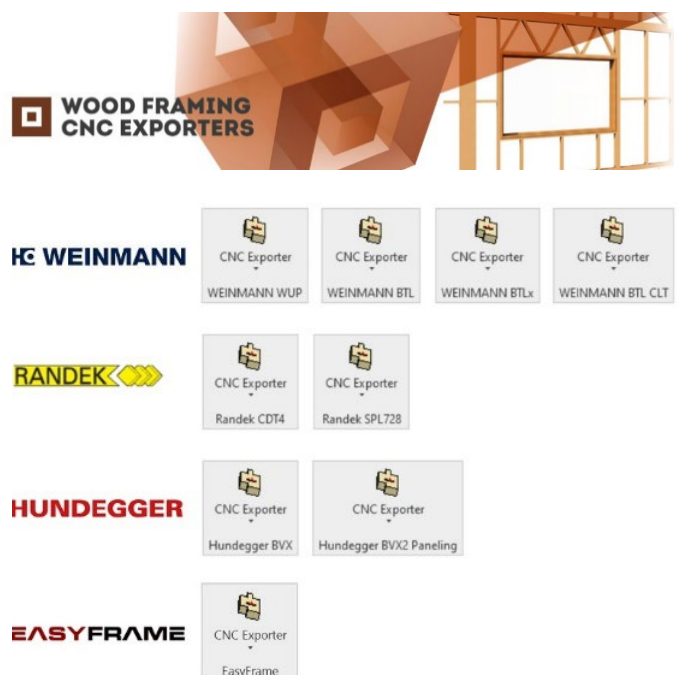 WOOD FRAMING
CNC EXPORTERS
WEINMANN
CNC Exporter
WEINMANN WUP
CNC Exporter
WEINMANN BTL
CNC Exporter
WEINMANN BTLx
CNC Exporter
WEINMANN BTL CLT
RANDEK
CNC Exporter
Randek CDT4
CNC Exporter
Randek SPL728
HUNDEGGER
CNC Exporter
Hundegger BVX
CNC Exporter
Hundegger BVX2 Paneling
EASYFRAME
CNC Exporter
EasyFrame